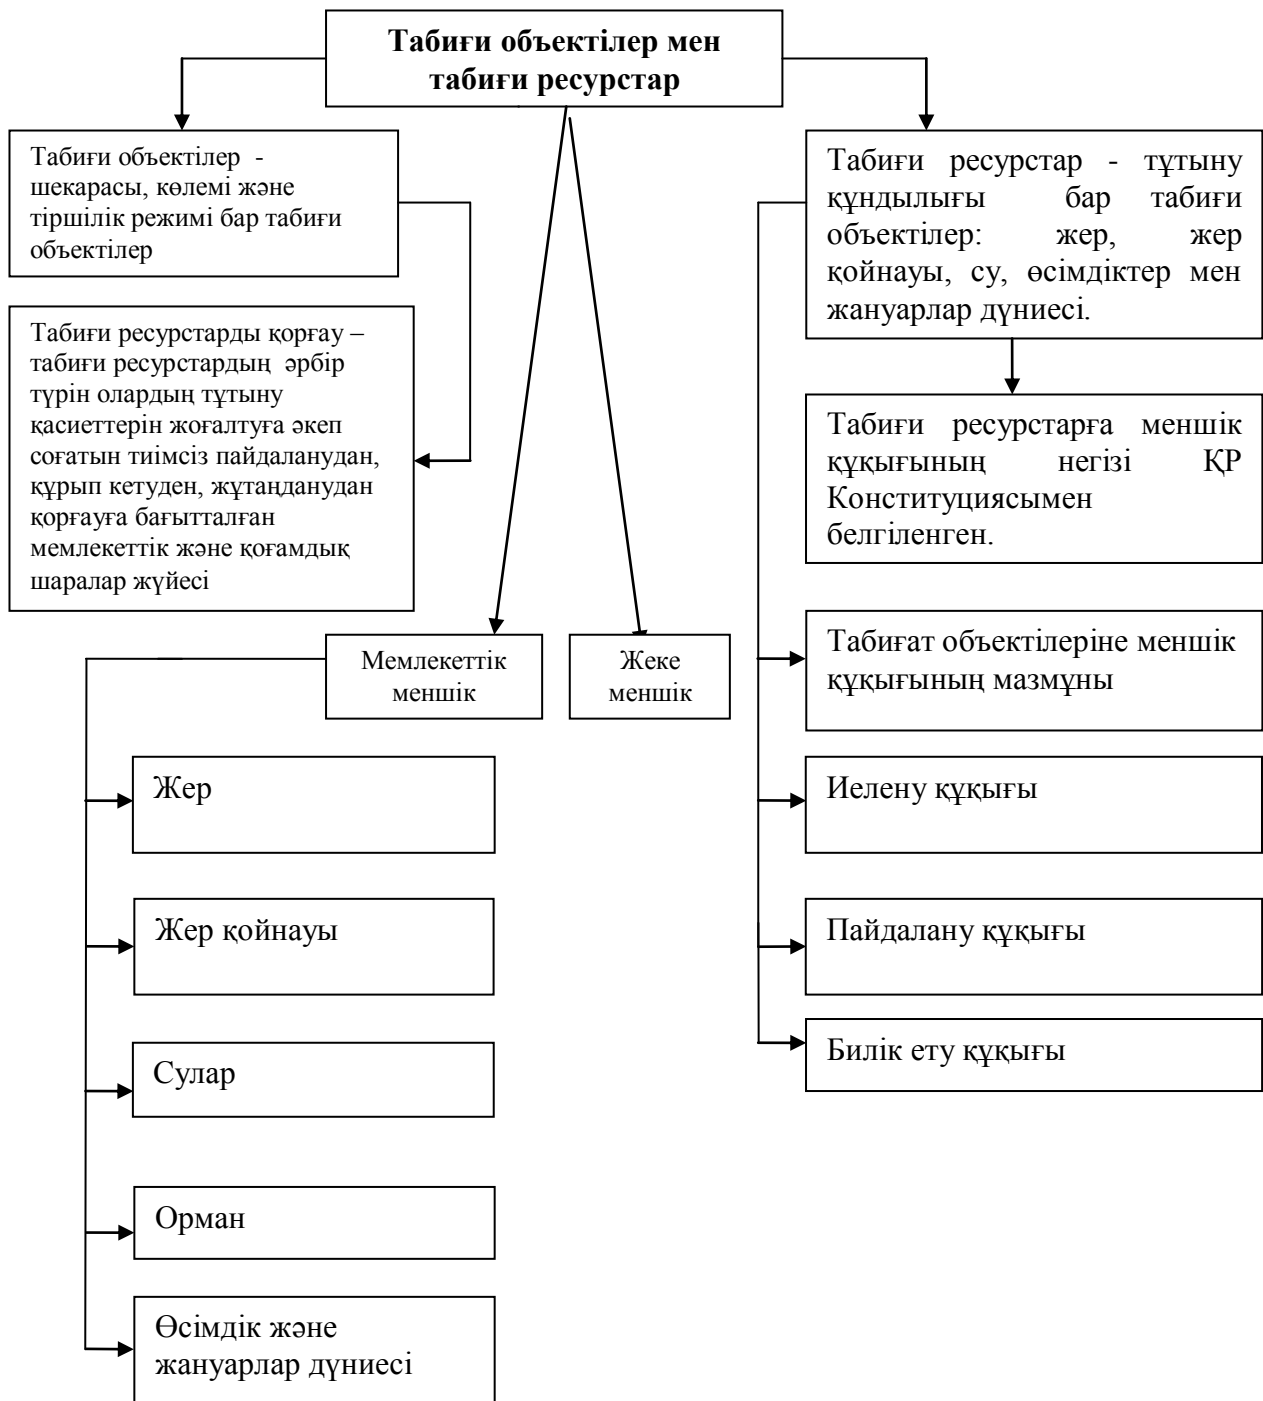 Табиғи объектілер мен
табиғи ресурстар
Табиғи объектілер -
шекарасы, көлемі және
тіршілік режимі бар табиғи
объектілер
Табиғи ресурстар - тұтыну
құндылығы бар табиғи
объектілер: жер, жер
қойнауы, су, өсімдіктер мен
жануарлар дүниесі.
Табиғи ресурстарды қорғау –
табиғи ресурстардың әрбір
түрін олардың тұтыну
қасиеттерін жоғалтуға әкеп
соғатын тиімсіз пайдаланудан,
құрып кетуден, жұтаңданудан
қорғауға бағытталған
мемлекеттік және қоғамдық
шаралар жүйесі
Табиғи ресурстарға меншік
құқығының негізі ҚР
Конституциясымен
белгіленген.
Мемлекеттік
меншік
Жеке
меншік
Табиғат объектілеріне меншік
құқығының мазмұны
Жер
Иелену құқығы
Жер қойнауы
Пайдалану құқығы
Сулар
Билік ету құқығы
Орман
Өсімдік және
жануарлар дүниесі